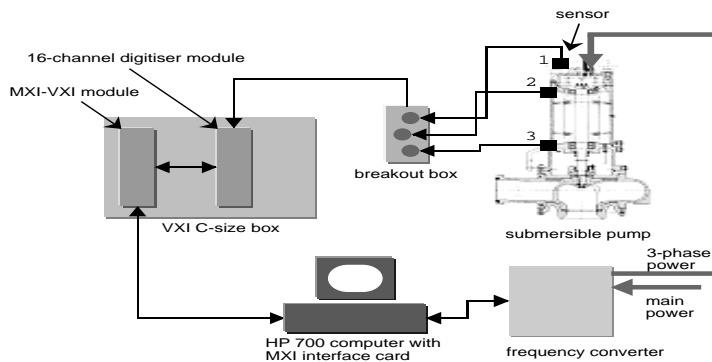 sensor
16-channel digitiser module
1
MXI-VXI module
2
3
breakout box
VXI C-size box
submersible pump
3-phase
power
main
power
HP 700 computer with
MXI interface card
frequency converter